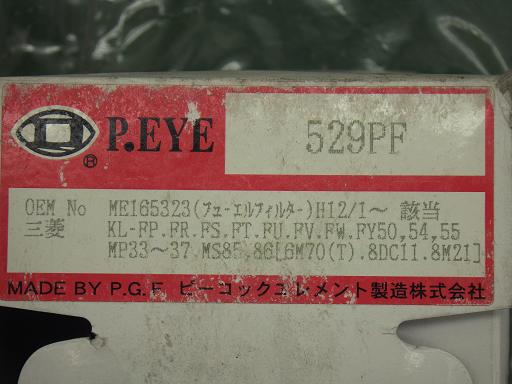 P.EYE
®
529PF
OEM No ME165323(フューエルフィルター)H12/1～ 該当
三菱 KL-FP.FR.FS.FT.FU.FV.FW.FY50,54,55
MP33～37.MS85.86[6M70(T).8DC11.8M21]
MADE BY P.G.F. ピーコックエレメント製造株式会社